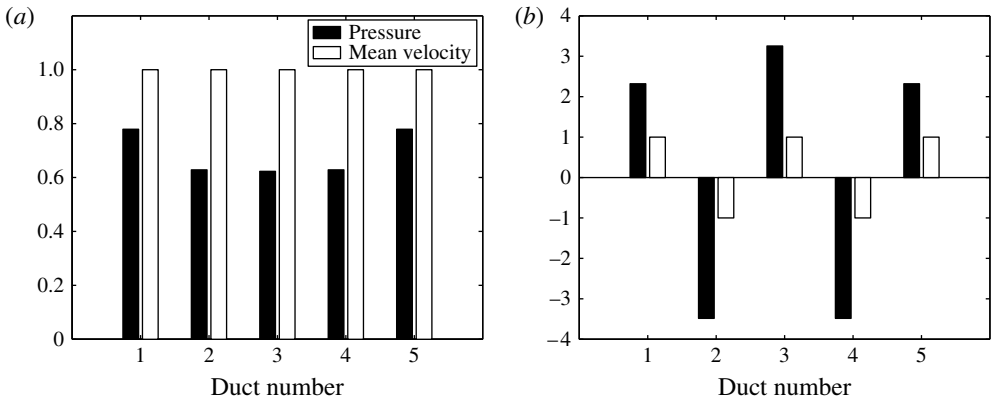 (a)
Pressure
Mean velocity
1.0
0.8
0.6
0.4
0.2
0
1 2 3 4 5
Duct number
(b)
4
3
2
1
0
−1
−2
−3
−4
1 2 3 4 5
Duct number